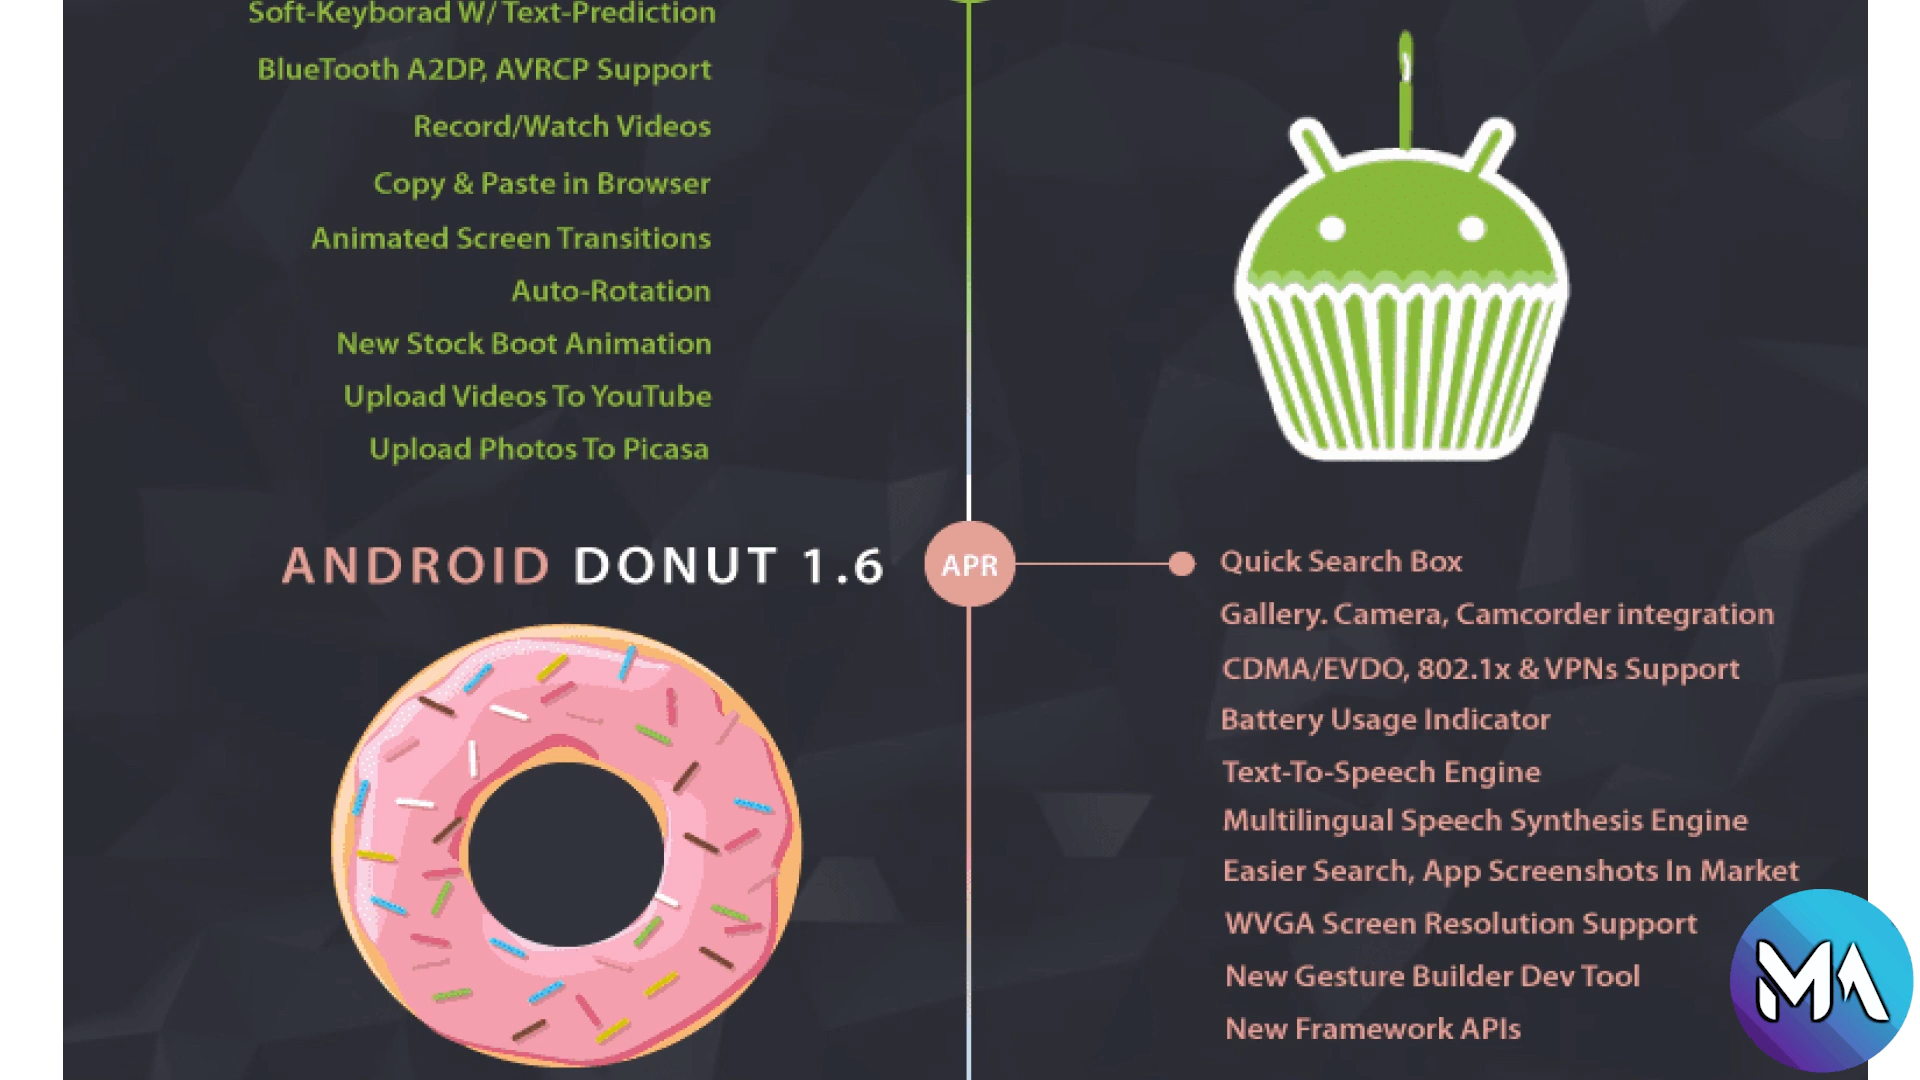 Soft-Keyborad W/ Text-Prediction
BlueTooth A2DP, AVRCP Support
Record/Watch Videos
Copy & Paste in Browser
Animated Screen Transitions
Auto-Rotation
New Stock Boot Animation
Upload Videos To YouTube
Upload Photos To Picasa
ANDROID DONUT 1.6
APR
Quick Search Box
Gallery. Camera, Camcorder integration
CDMA/EVDO, 802.1x & VPNs Support
Battery Usage Indicator
Text-To-Speech Engine
Multilingual Speech Synthesis Engine
Easier Search, App Screenshots In Market
WVGA Screen Resolution Support
New Gesture Builder Dev Tool
New Framework APIs
MA